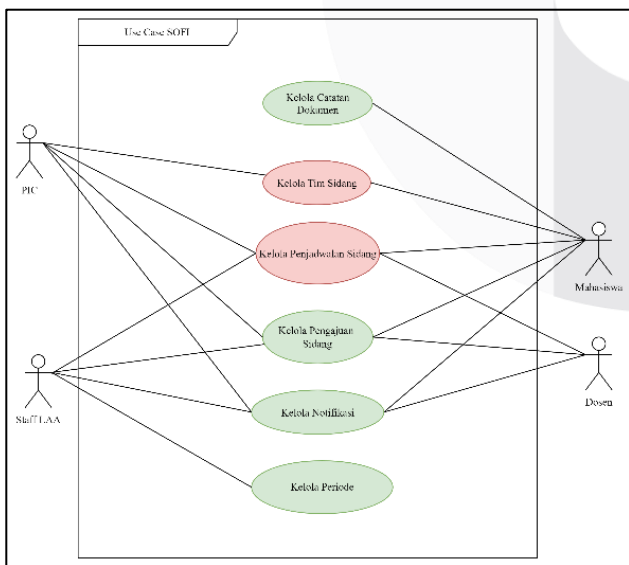 Use Case SOFI
Kelola Catatan
Dokumen
PIC
Kelola Tim Sidang
Kelola Penjadwalan Sidang
Mahasiswa
Kelola Pengajuan
Sidang
Staff LAA
Dosen
Kelola Notifikasi
Kelola Periode